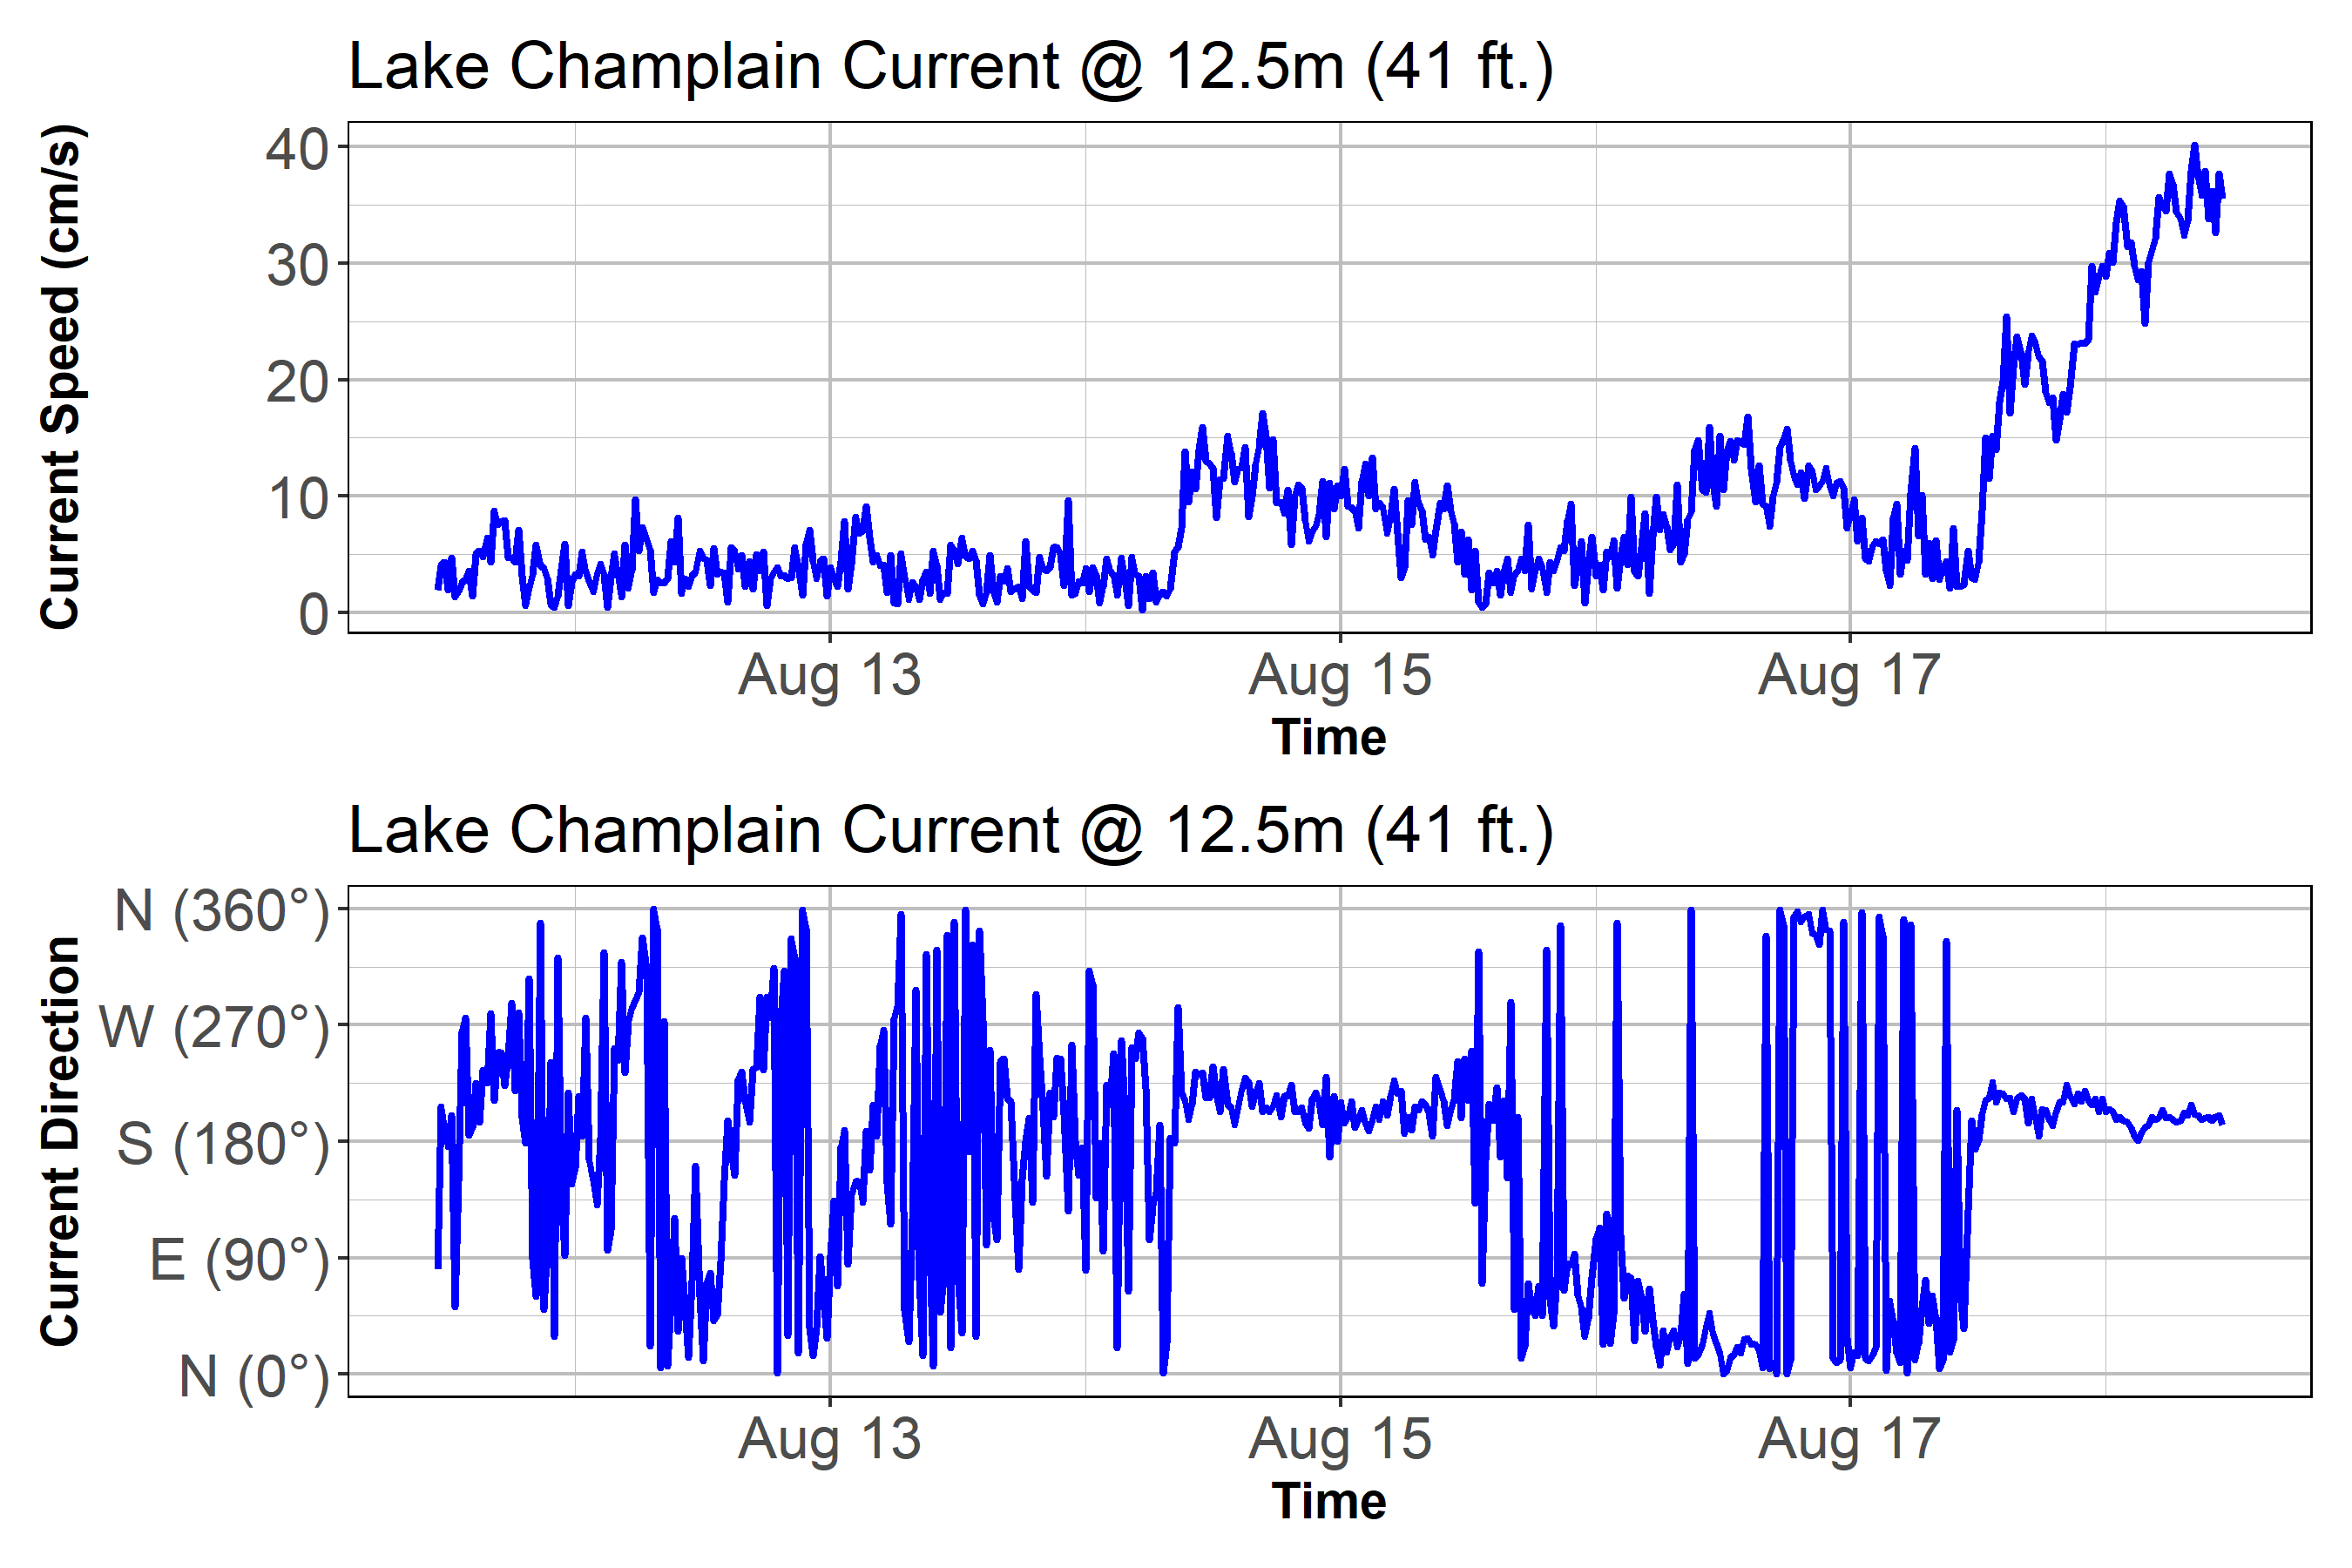 Lake Champlain Current @ 12.5m (41 ft.)
Current Speed (cm/s)
40
30
20
10
0
Aug 13 Aug 15 Aug 17
Time
Lake Champlain Current @ 12.5m (41 ft.)
Current Direction
N (360°)
W (270°)
S (180°)
E (90°)
N (0°)
Aug 13 Aug 15 Aug 17
Time